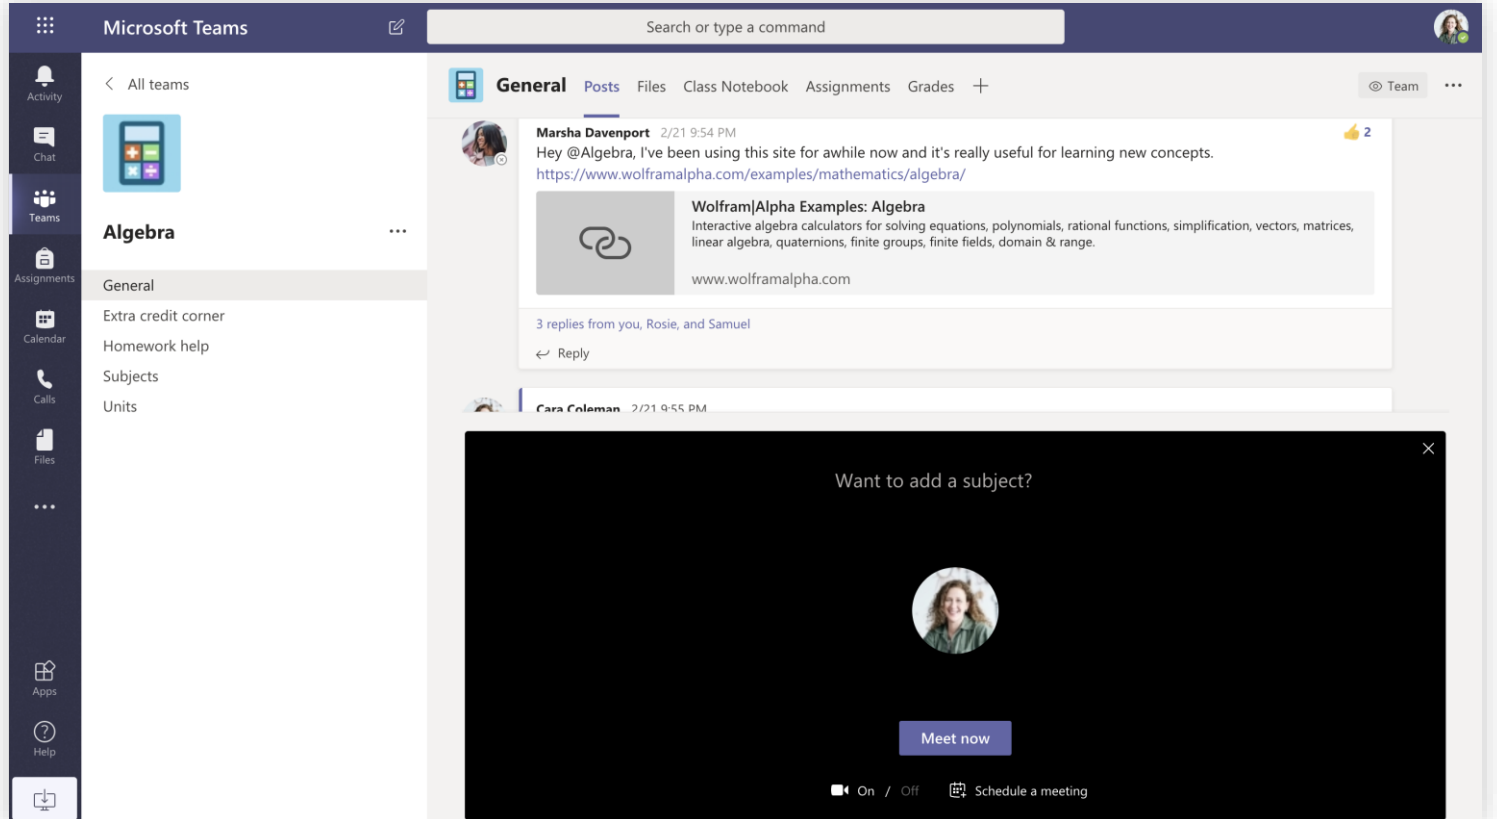 Microsoft Teams
Search or type a command
Activity
Chat
Teams
Assignments
Calendar
Calls
Files
Apps
Help
All teams
Algebra
General
Extra credit corner
Homework help
Subjects
Units
General Posts Files Class Notebook Assignments Grades
Team
Marsha Davenport 2/21 9:54 PM
2
Hey @Algebra, I've been using this site for awhile now and it's really useful for learning new concepts.
https://www.wolframalpha.com/examples/mathematics/algebra/
Wolfram|Alpha Examples: Algebra
Interactive algebra calculators for solving equations, polynomials, rational functions, simplification, vectors, matrices,
linear algebra, quaternions, finite groups, finite fields, domain & range.
www.wolframalpha.com
3 replies from you, Rosie, and Samuel
Reply
Cara Coleman 2/21 9:55 PM
Want to add a subject?
Meet now
On / Off
Schedule a meeting